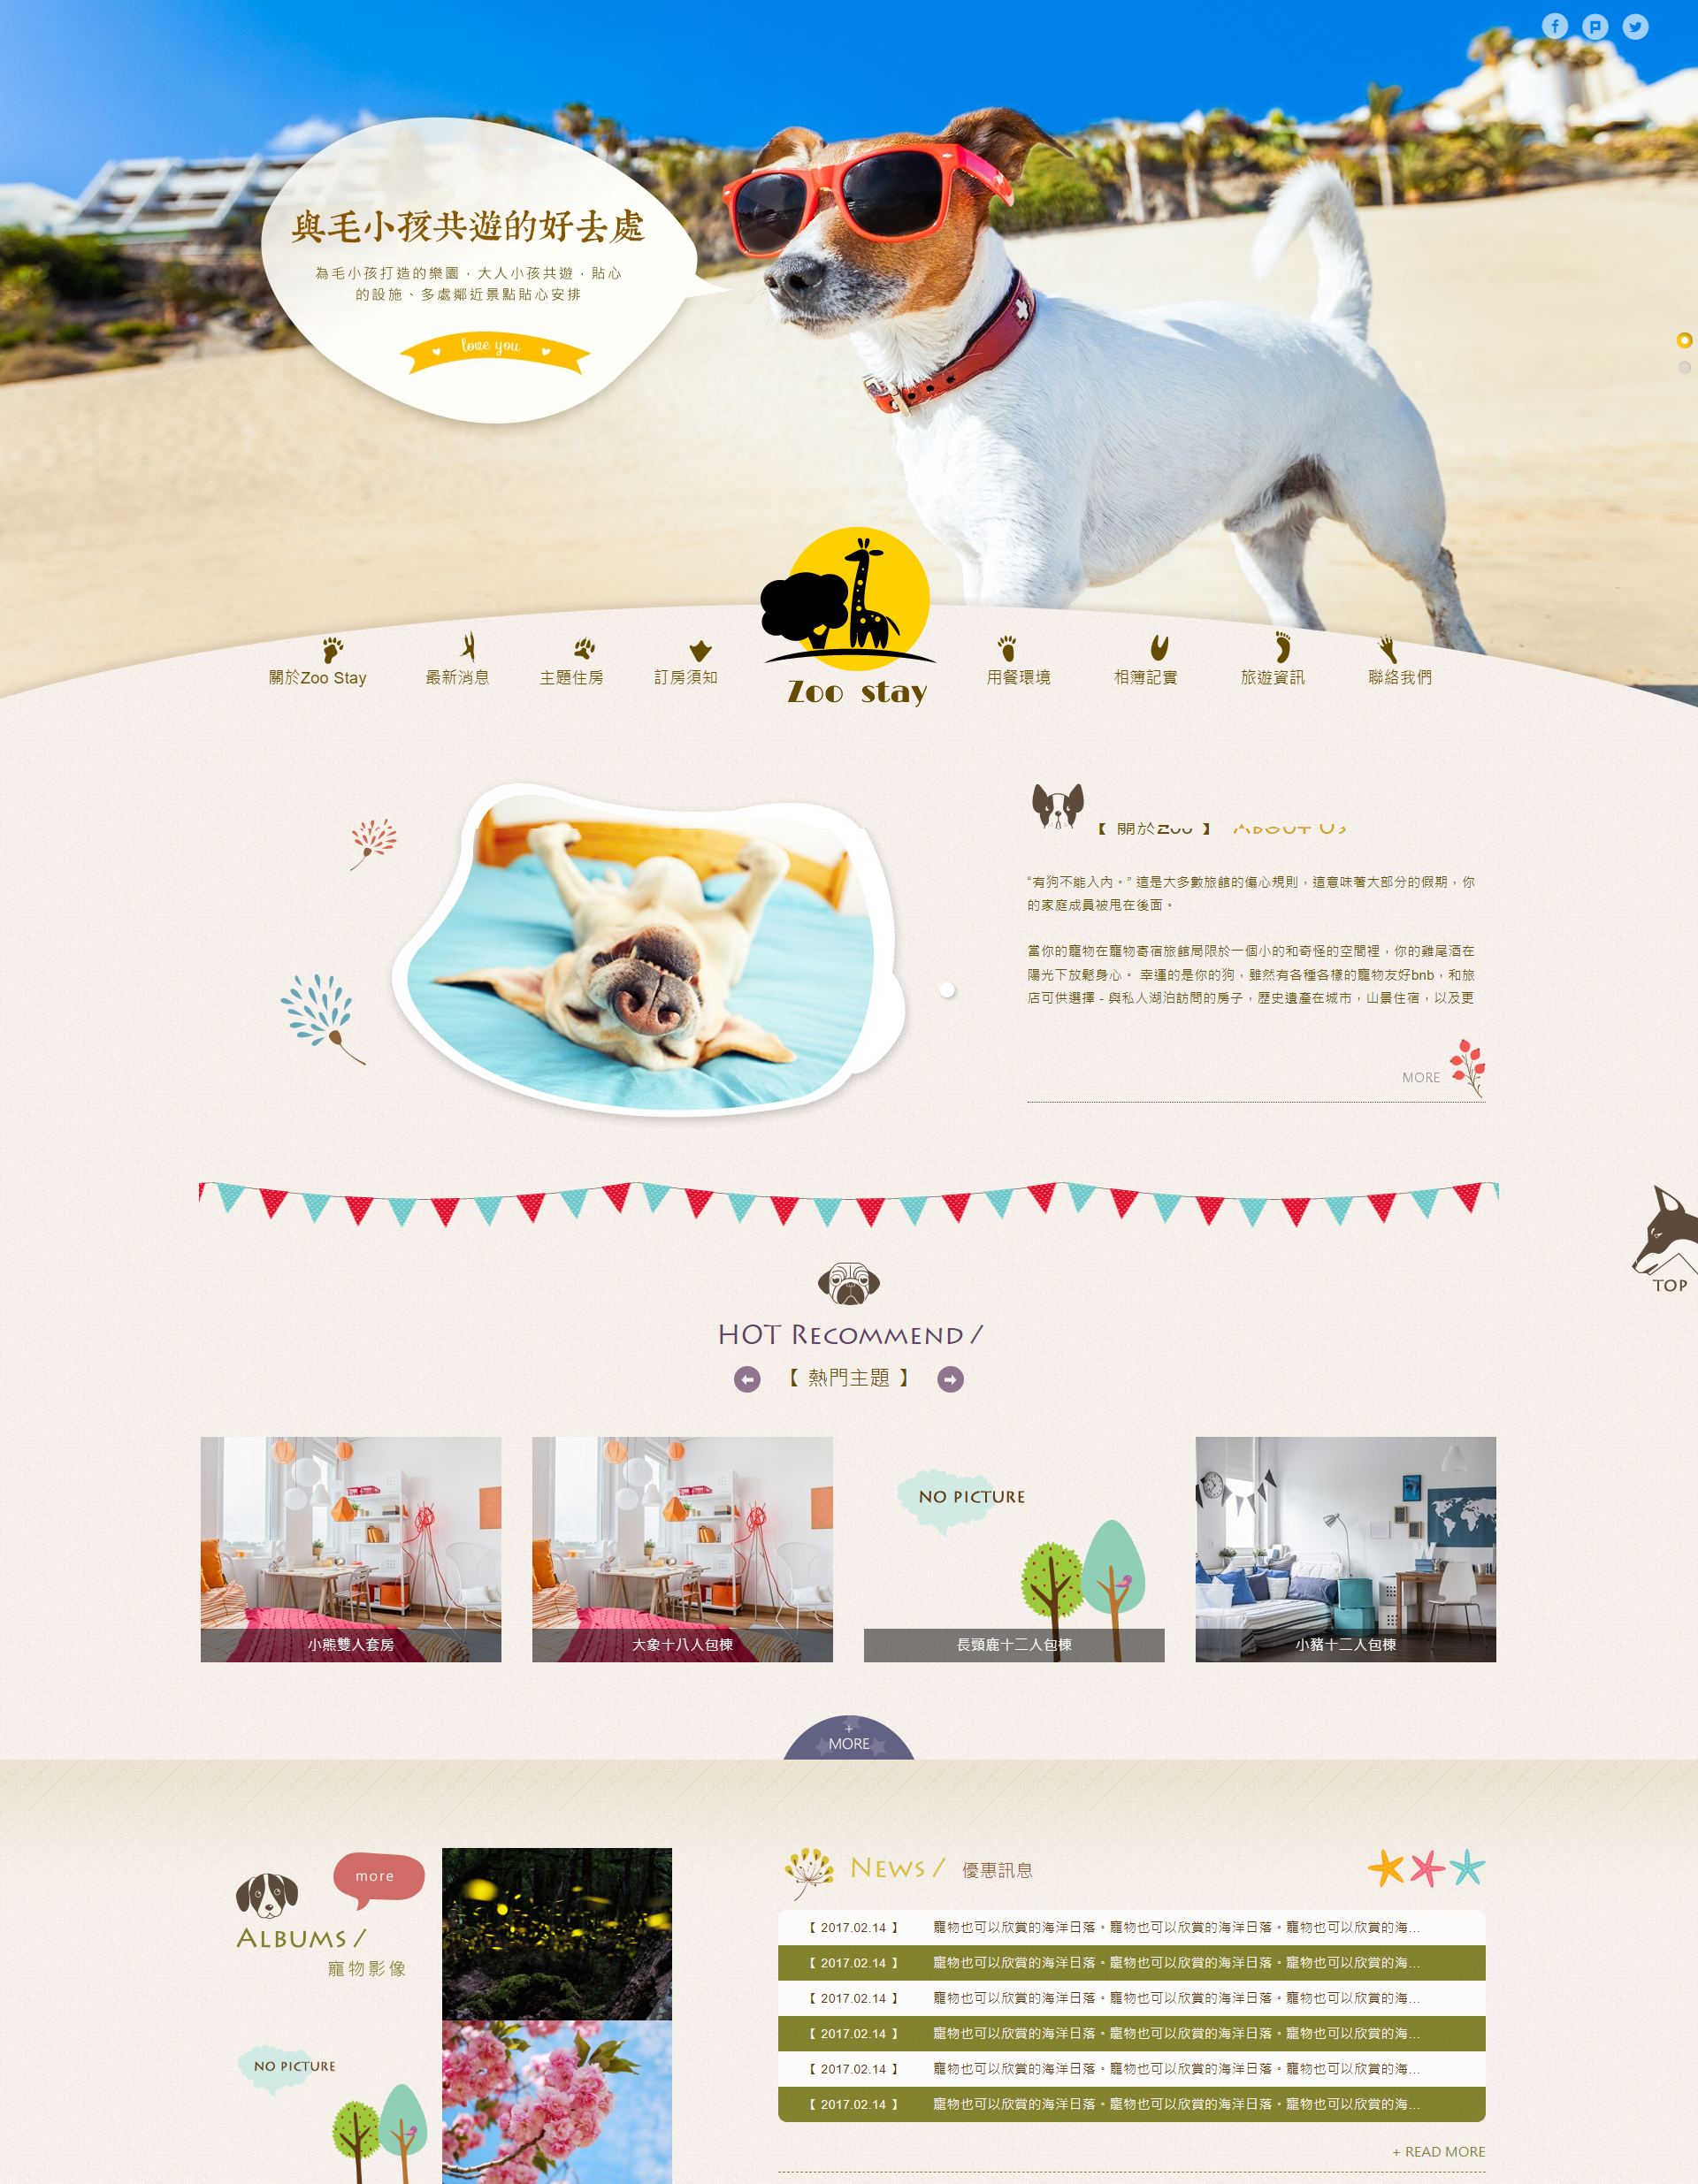 與毛小孩共遊的好去處
為毛小孩打造的樂園．大人小孩共遊．貼心
的設施、多處鄰近景點貼心安排
love you
關於Zoo Stay
最新消息
主題住房
訂房須知
Zoo stay
用餐環境
相簿記實
旅遊資訊
聯絡我們
【 關於Zoo 】 ABOUT US
“有狗不能入內。” 這是大多數旅館的傷心規則，這意味著大部分的假期，你
的家庭成員被甩在後面。
當你的寵物在寵物寄宿旅館局限於一個小的和奇怪的空間裡，你的雞尾酒在
陽光下放鬆身心。 幸運的是你的狗，雖然有各種各樣的寵物友好bnb，和旅
店可供選擇 - 與私人湖泊訪問的房子，歷史遺產在城市，山景住宿，以及更
MORE
TOP
HOT RECOMMEND /
【 熱門主題 】
NO PICTURE
小熊雙人套房
大象十八人包棟
長頸鹿十二人包棟
小豬十二人包棟
+
MORE
more
ALBUMS /
寵物影像
NO PICTURE
NEWS / 優惠訊息
【 2017.02.14 】 寵物也可以欣賞的海洋日落。寵物也可以欣賞的海洋日落。寵物也可以欣賞的海...
【 2017.02.14 】 寵物也可以欣賞的海洋日落。寵物也可以欣賞的海洋日落。寵物也可以欣賞的海...
【 2017.02.14 】 寵物也可以欣賞的海洋日落。寵物也可以欣賞的海洋日落。寵物也可以欣賞的海...
【 2017.02.14 】 寵物也可以欣賞的海洋日落。寵物也可以欣賞的海洋日落。寵物也可以欣賞的海...
【 2017.02.14 】 寵物也可以欣賞的海洋日落。寵物也可以欣賞的海洋日落。寵物也可以欣賞的海...
【 2017.02.14 】 寵物也可以欣賞的海洋日落。寵物也可以欣賞的海洋日落。寵物也可以欣賞的海...
+ READ MORE